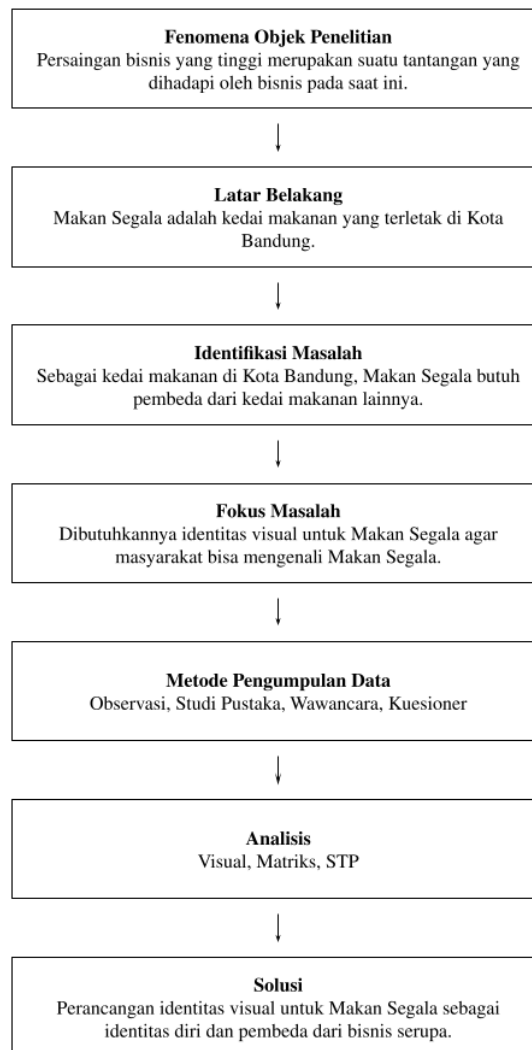 Fenomena Objek Penelitian
Persaingan bisnis yang tinggi merupakan suatu tantangan yang
dihadapi oleh bisnis pada saat ini.
Latar Belakang
Makan Segala adalah kedai makanan yang terletak di Kota
Bandung.
Identifikasi Masalah
Sebagai kedai makanan di Kota Bandung, Makan Segala butuh
pembeda dari kedai makanan lainnya.
Fokus Masalah
Dibutuhkannya identitas visual untuk Makan Segala agar
masyarakat bisa mengenali Makan Segala.
Metode Pengumpulan Data
Observasi, Studi Pustaka, Wawancara, Kuesioner
Analisis
Visual, Matriks, STP
Solusi
Perancangan identitas visual untuk Makan Segala sebagai
identitas diri dan pembeda dari bisnis serupa.